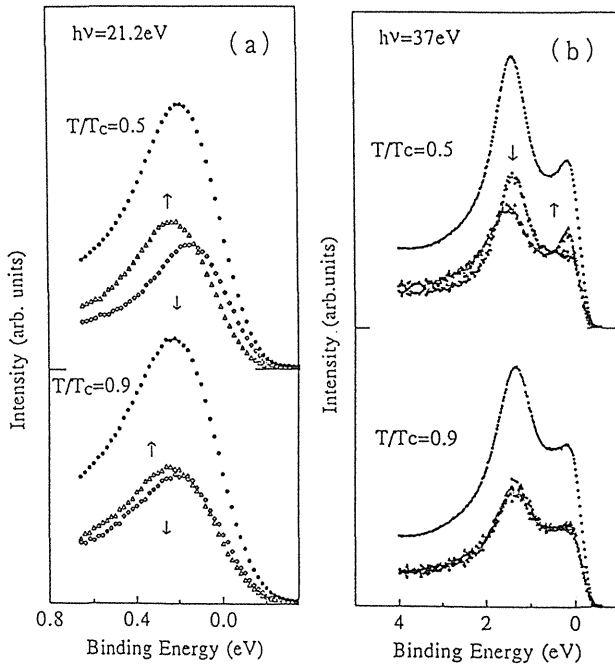 hν=21.2eV
(a)
T/Tc=0.5
↑
↓
T/Tc=0.9
↑
↓
Intensity (arb. units)
0.8
0.4
0.0
Binding Energy (eV)
hν=37eV
(b)
T/Tc=0.5
↓
↑
T/Tc=0.9
Intensity (arb.units)
4
2
0
Binding Energy (eV)